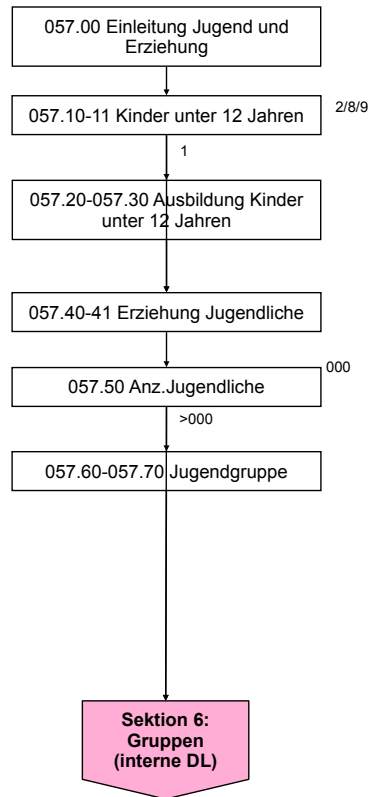 057.00 Einleitung Jugend und
Erziehung
057.10-11 Kinder unter 12 Jahren
2/8/9
1
057.20-057.30 Ausbildung Kinder
unter 12 Jahren
057.40-41 Erziehung Jugendliche
057.50 Anz.Jugendliche
000
>000
057.60-057.70 Jugendgruppe
Sektion 6:
Gruppen
(interne DL)